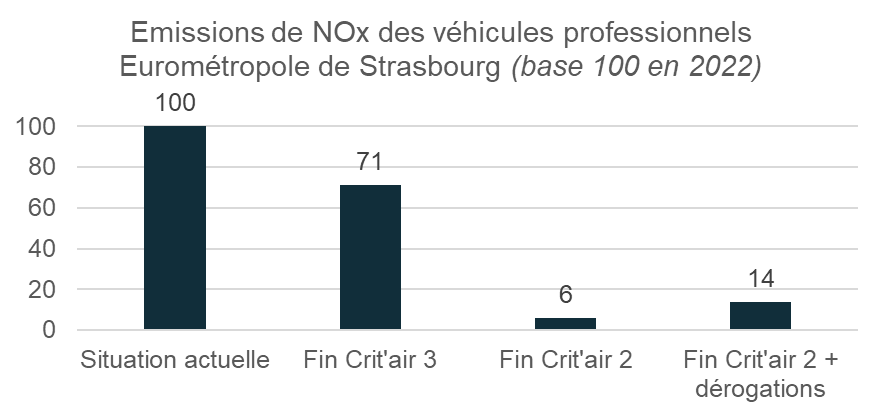 Emissions de NOx des véhicules professionnels
Eurométropole de Strasbourg (base 100 en 2022)
100
100
80
60
40
20
0
71
6
14
Situation actuelle
Fin Crit'air 3
Fin Crit'air 2
Fin Crit'air 2 +
dérogations